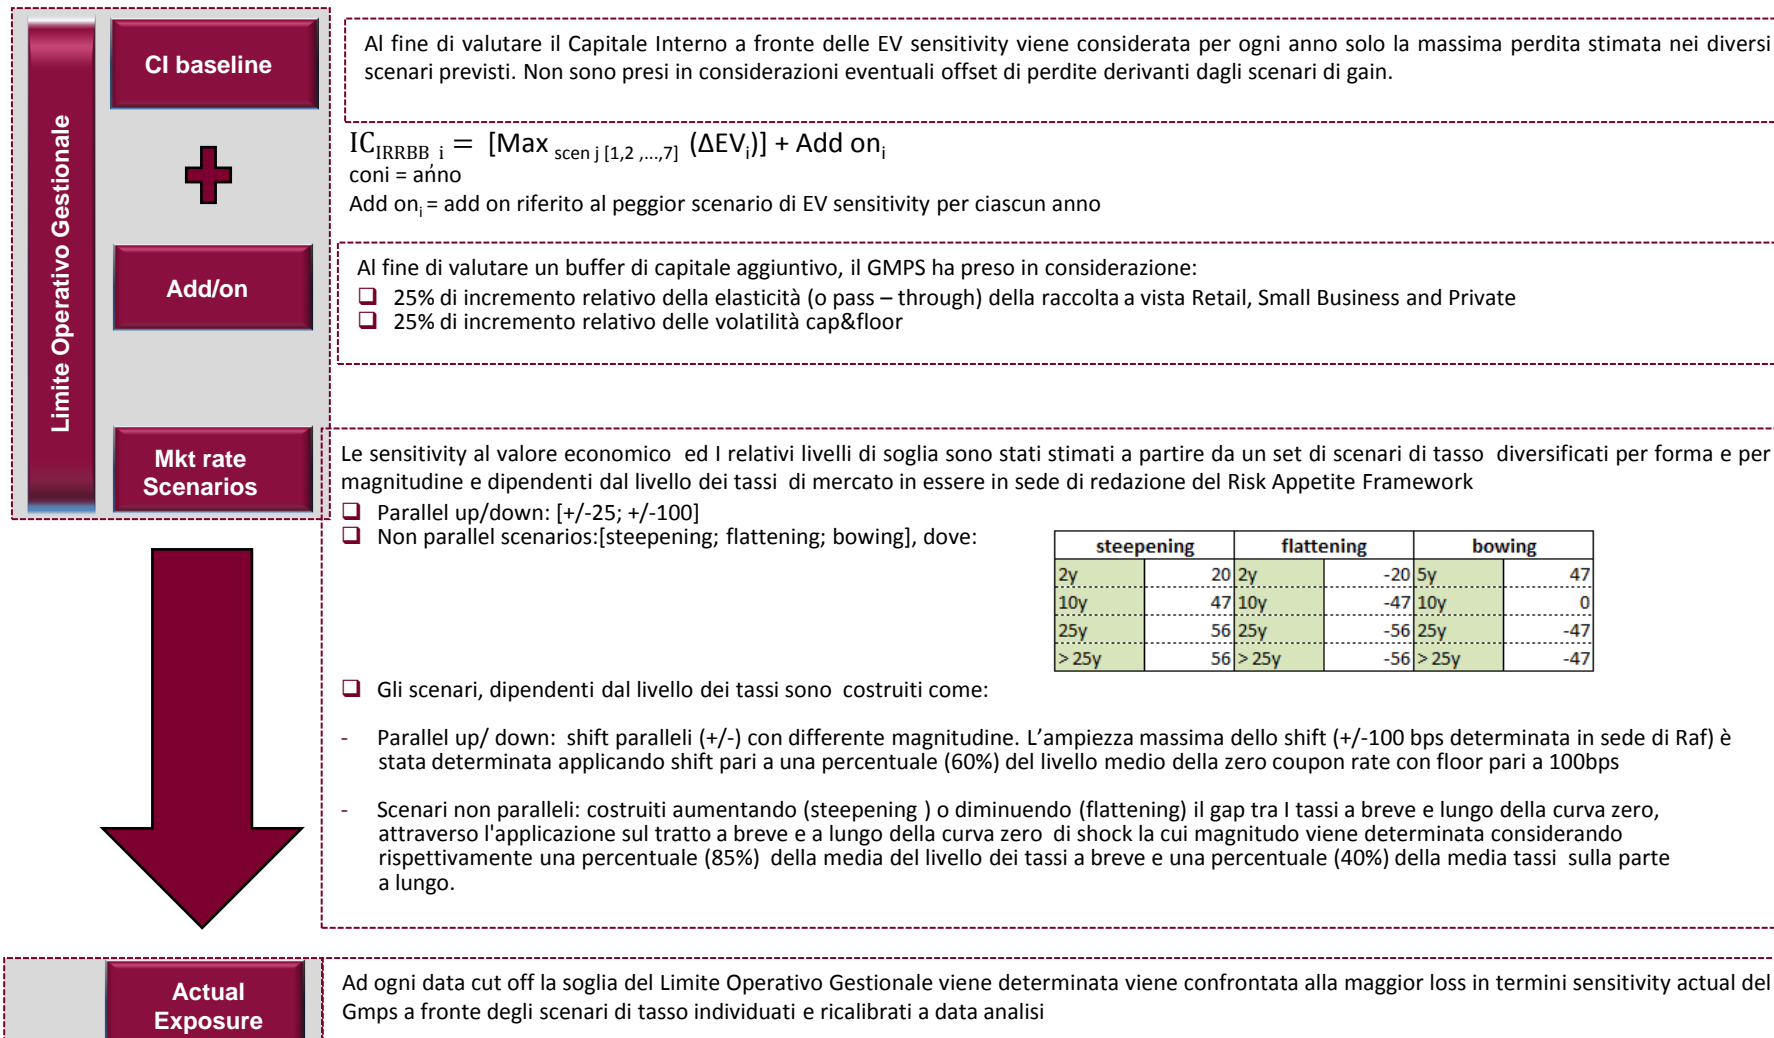 CI baseline
Al fine di valutare il Capitale Interno a fronte delle EV sensitivity viene considerata per ogni anno solo la massima perdita stimata nei diversi
scenari previsti. Non sono presi in considerazioni eventuali offset di perdite derivanti dagli scenari di gain.
Limite Operativo Gestionale
IC IRRBB, i = [Max scen j [1,2 ,...,7] (ΔEVi)] + Add oni
coni = anno
Add oni = add on riferito al peggior scenario di EV sensitivity per ciascun anno
Add/on
Al fine di valutare un buffer di capitale aggiuntivo, il GMPS ha preso in considerazione:
❑ 25% di incremento relativo della elasticità (o pass – through) della raccolta a vista Retail, Small Business and Private
❑ 25% di incremento relativo delle volatilità cap&floor
Mkt rate
Scenarios
Le sensitivity al valore economico ed I relativi livelli di soglia sono stati stimati a partire da un set di scenari di tasso diversificati per forma e per
magnitudine e dipendenti dal livello dei tassi di mercato in essere in sede di redazione del Risk Appetite Framework
❑ Parallel up/down: [+/-25; +/-100]
❑ Non parallel scenarios:[steepening; flattening; bowing], dove:
steepening flattening bowing
2y 20 2y -20 5y 47
10y 47 10y -47 10y 0
25y 56 25y -56 25y -47
> 25y 56 > 25y -56 > 25y -47
❑ Gli scenari, dipendenti dal livello dei tassi sono costruiti come:
- Parallel up/ down: shift paralleli (+/-) con differente magnitudine. L'ampiezza massima dello shift (+/-100 bps determinata in sede di Raf) è
stata determinata applicando shift pari a una percentuale (60%) del livello medio della zero coupon rate con floor pari a 100bps
- Scenari non paralleli: costruiti aumentando (steepening ) o diminuendo (flattening) il gap tra I tassi a breve e lungo della curva zero,
attraverso l'applicazione sul tratto a breve e a lungo della curva zero di shock la cui magnitudo viene determinata considerando
rispettivamente una percentuale (85%) della media del livello dei tassi a breve e una percentuale (40%) della media tassi sulla parte
a lungo.
Actual
Exposure
Ad ogni data cut off la soglia del Limite Operativo Gestionale viene determinata viene confrontata alla maggior loss in termini sensitivity actual del
Gmps a fronte degli scenari di tasso individuati e ricalibrati a data analisi